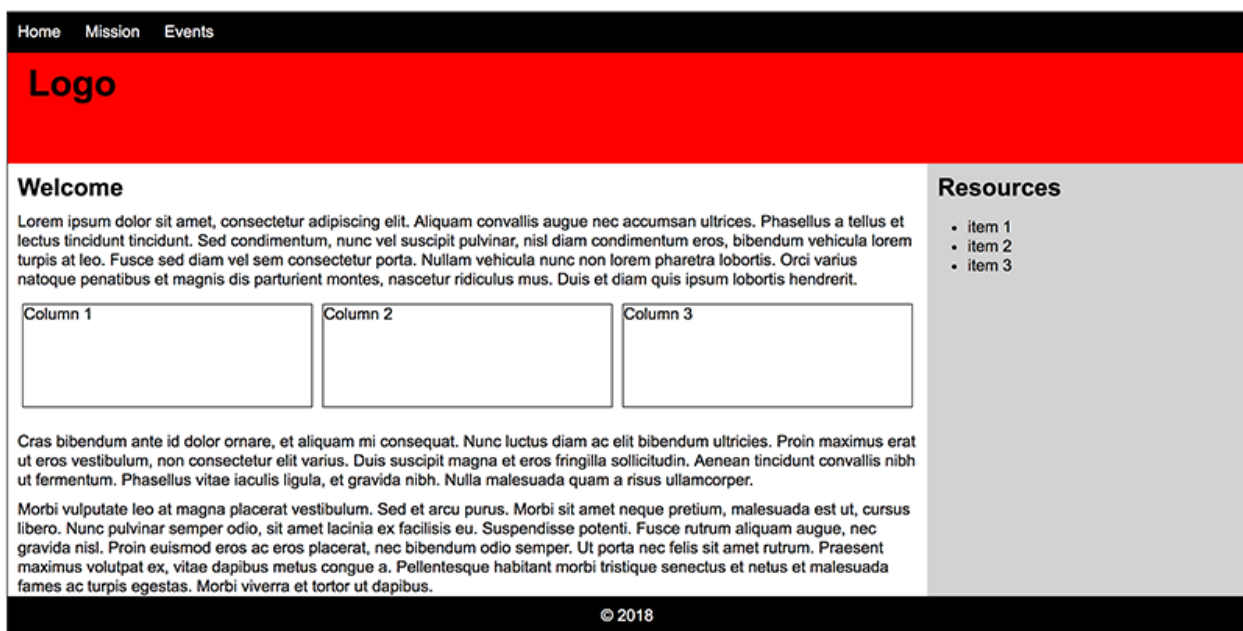 Home Mission Events
Logo
Welcome
Lorem ipsum dolor sit amet, consectetur adipiscing elit. Aliquam convallis augue nec accumsan ultrices. Phasellus a tellus et
lectus tincidunt tincidunt. Sed condimentum, nunc vel suscipit pulvinar, nisl diam condimentum eros, bibendum vehicula lorem
turpis at leo. Fusce sed diam vel sem consectetur porta. Nullam vehicula nunc non lorem pharetra lobortis. Orci varius
natoque penatibus et magnis dis parturient montes, nascetur ridiculus mus. Duis et diam quis ipsum lobortis hendrerit.
Column 1
Column 2
Column 3
Cras bibendum ante id dolor ornare, et aliquam mi consequat. Nunc luctus diam ac elit bibendum ultricies. Proin maximus erat
ut eros vestibulum, non consectetur elit varius. Duis suscipit magna et eros fringilla sollicitudin. Aenean tincidunt convallis nibh
ut fermentum. Phasellus vitae iaculis ligula, et gravida nibh. Nulla malesuada quam a risus ullamcorper.
Morbi vulputate leo at magna placerat vestibulum. Sed et arcu purus. Morbi sit amet neque pretium, malesuada est ut, cursus
libero. Nunc pulvinar semper odio, sit amet lacinia ex facilisis eu. Suspendisse potenti. Fusce rutrum aliquam augue, nec
gravida nisl. Proin euismod eros ac eros placerat, nec bibendum odio semper. Ut porta nec felis sit amet rutrum. Praesent
maximus volutpat ex, vitae dapibus metus congue a. Pellentesque habitant morbi tristique senectus et netus et malesuada
fames ac turpis egestas. Morbi viverra et tortor ut dapibus.
Resources
• item 1
• item 2
• item 3
© 2018